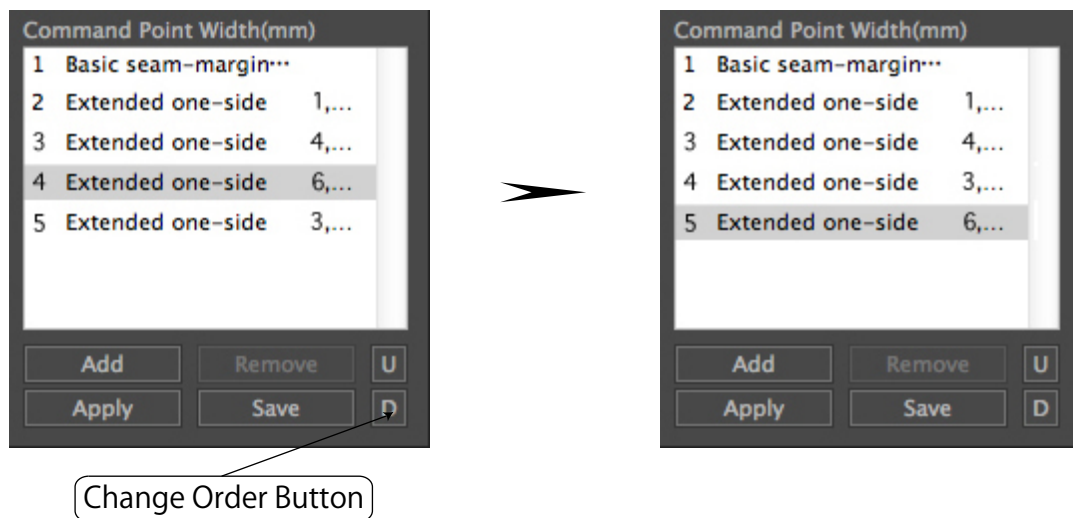 Command Point Width(mm)
1 Basic seam-margin…
2 Extended one-side 1,...
3 Extended one-side 4,...
4 Extended one-side 6,...
5 Extended one-side 3,...
Add Remove U
Apply Save D
Change Order Button
Command Point Width(mm)
1 Basic seam-margin…
2 Extended one-side 1,...
3 Extended one-side 4,...
4 Extended one-side 3,...
5 Extended one-side 6,...
Add Remove U
Apply Save D